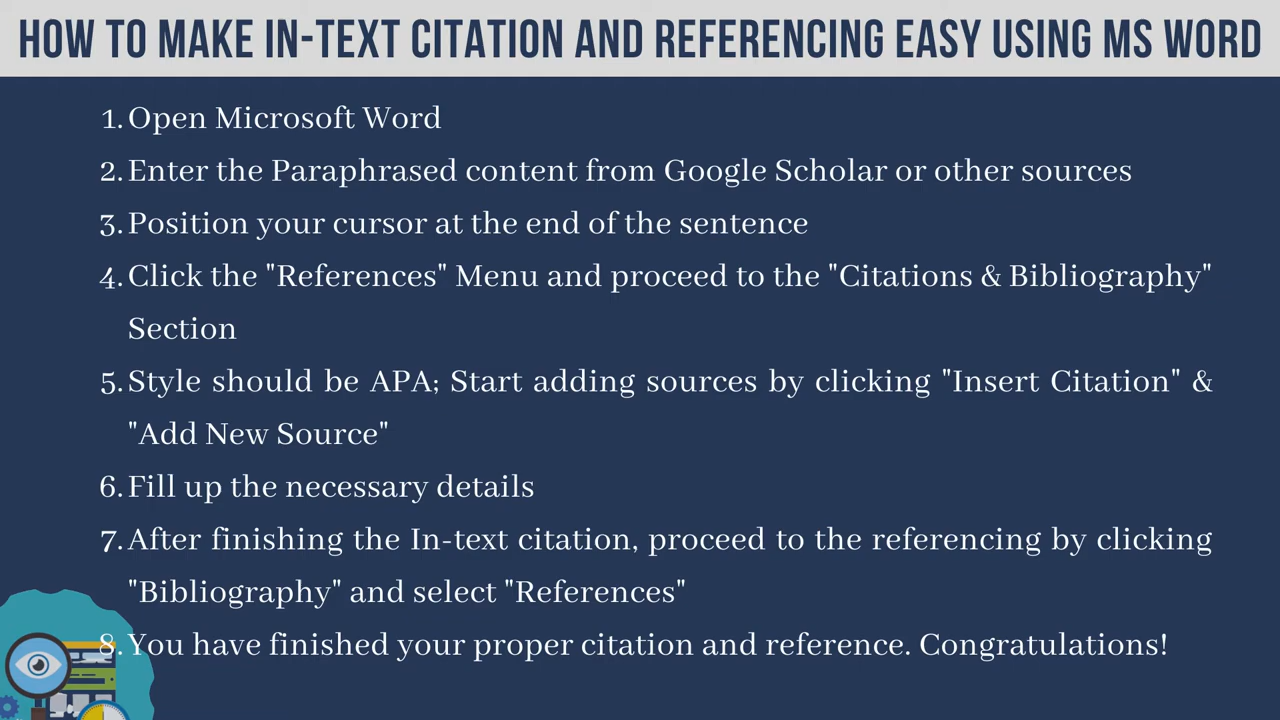 HOW TO MAKE IN-TEXT CITATION AND REFERENCING EASY USING MS WORD
1. Open Microsoft Word
2. Enter the Paraphrased content from Google Scholar or other sources
3. Position your cursor at the end of the sentence
4. Click the "References" Menu and proceed to the "Citations & Bibliography"
Section
5. Style should be APA; Start adding sources by clicking "Insert Citation" &
"Add New Source"
6. Fill up the necessary details
7. After finishing the In-text citation, proceed to the referencing by clicking
"Bibliography" and select "References"
8. You have finished your proper citation and reference. Congratulations!